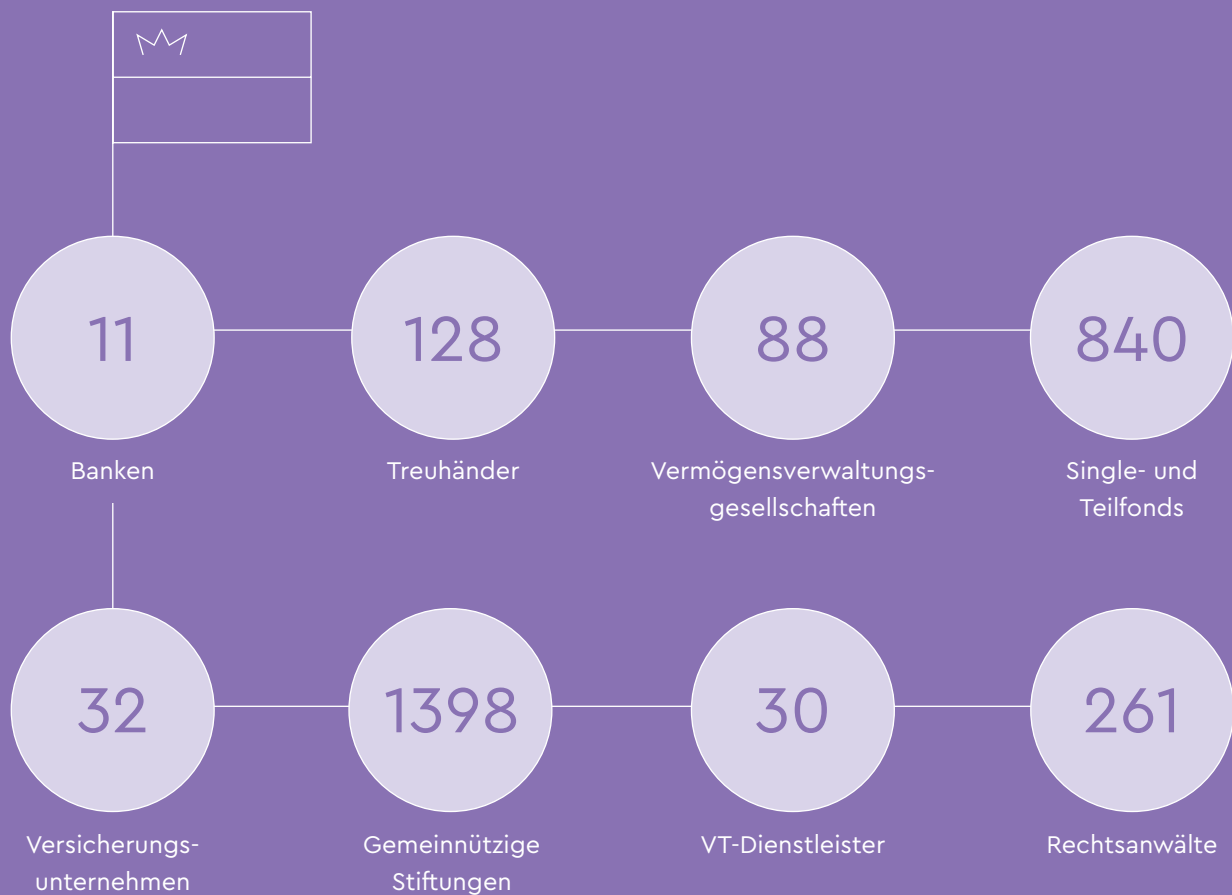 11
Banken
128
Treuhänder
88
Vermögensverwaltungs-
gesellschaften
840
Single- und
Teilfonds
32
Versicherungs-
unternehmen
1398
Gemeinnützige
Stiftungen
30
VT-Dienstleister
261
Rechtsanwälte